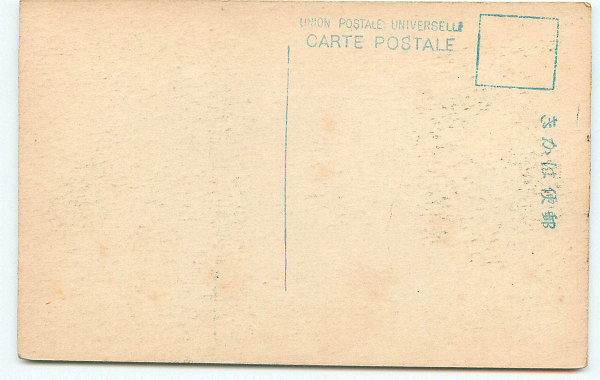 UNION POSTALE UNIVERSELLE
CARTE POSTALE
きかは便郵